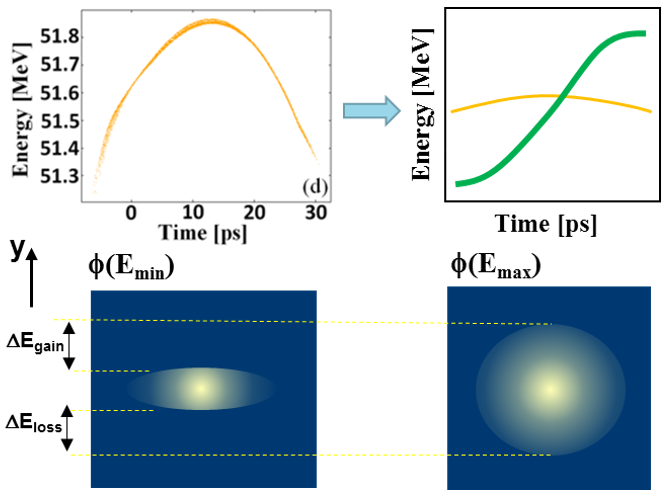 Energy [MeV]
51.8
51.7
51.6
51.5
51.4
51.3
0
10
20
30
(d)
Time [ps]
Energy [MeV]
Time [ps]
y
ϕ(Emin)
ϕ(Emax)
ΔEgain
ΔEloss